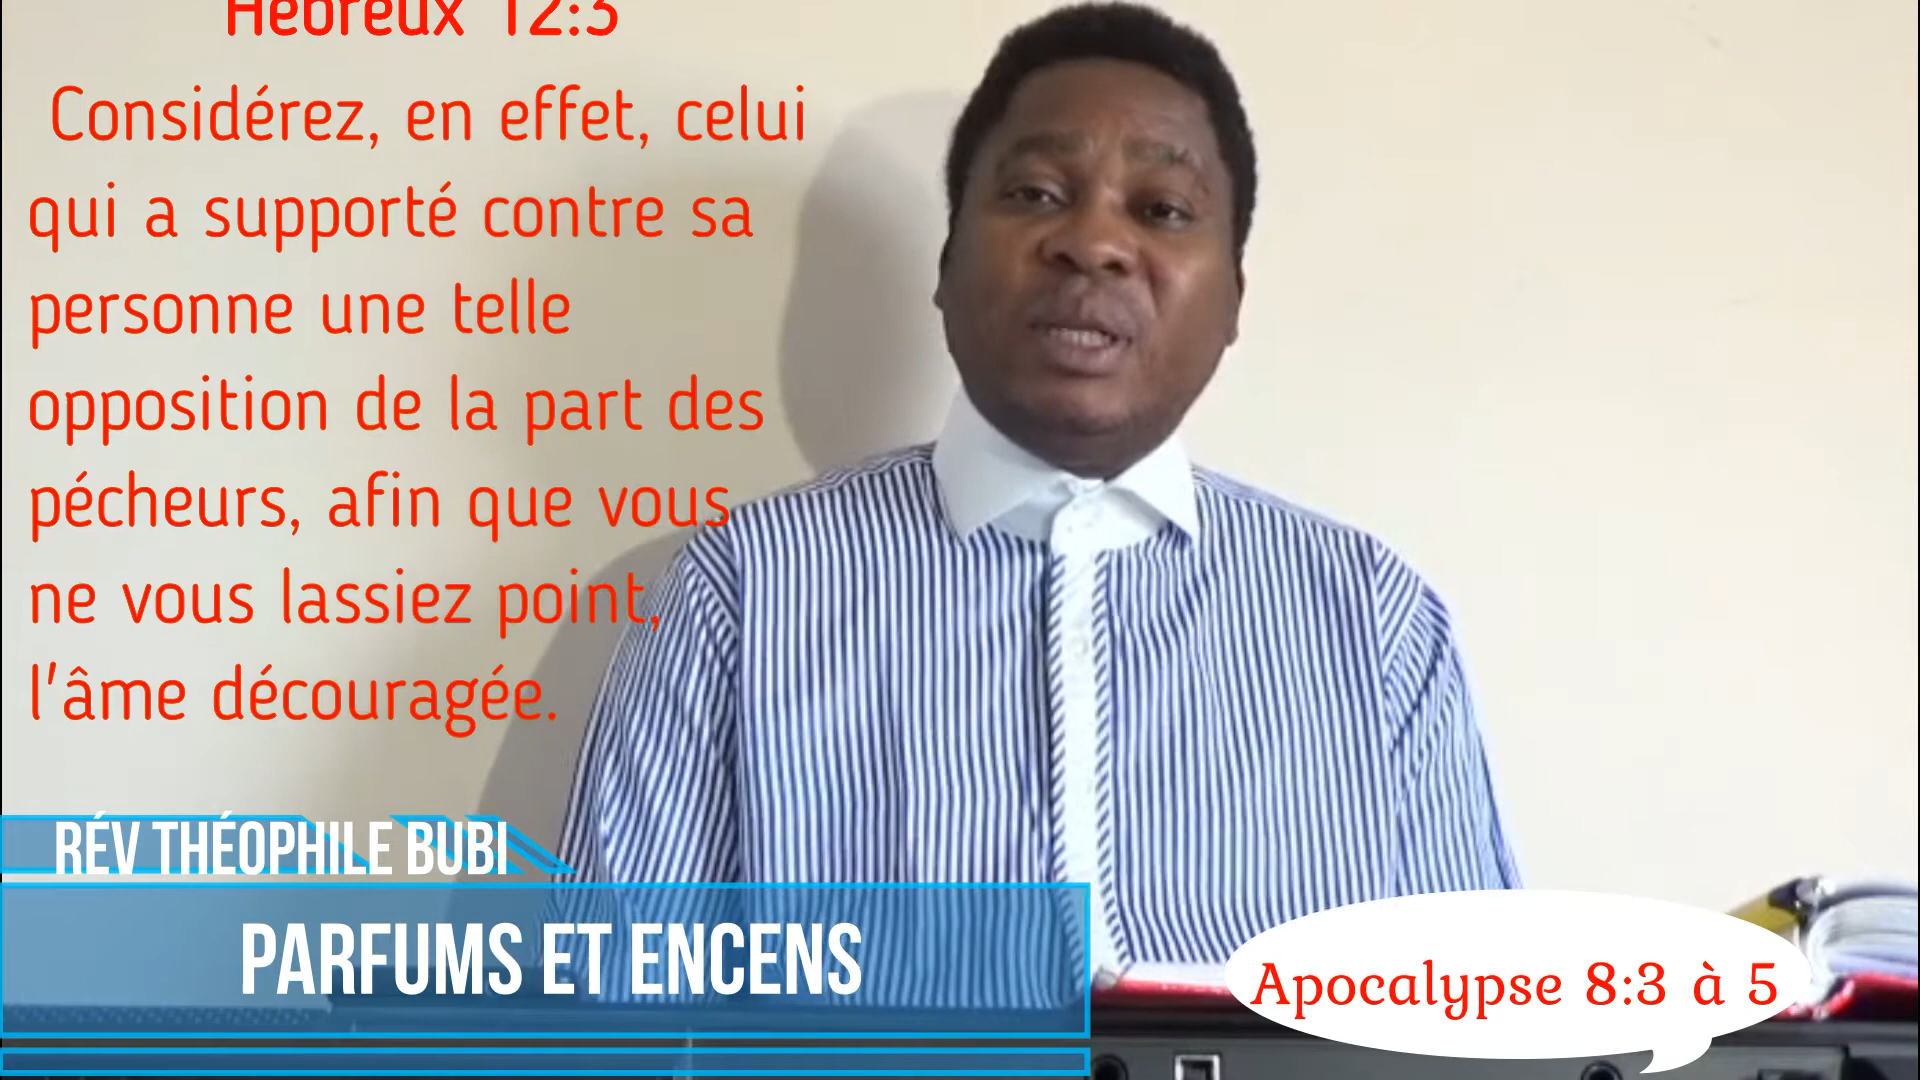 Hébreux 12:3
Considérez, en effet, celui
qui a supporté contre sa
personne une telle
opposition de la part des
pécheurs, afin que vous
ne vous lassiez point,
l'âme découragée.
RÉV THÉOPHILE BUBI
PARFUMS ET ENCENS
Apocalypse 8:3 à 5